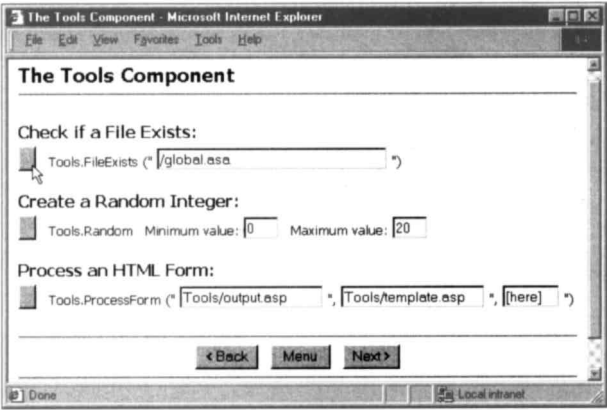 The Tools Component - Microsoft Internet Explorer
File Edit View Favorites Tools Help
The Tools Component
Check if a File Exists:
Tools.FileExists (" /global.asa ")
Create a Random Integer:
Tools.Random Minimum value: 0 Maximum value: 20
Process an HTML Form:
Tools.ProcessForm (" Tools/output.asp ", Tools/template.asp ", [here] ")
< Back Menu Next >
Done Local intranet